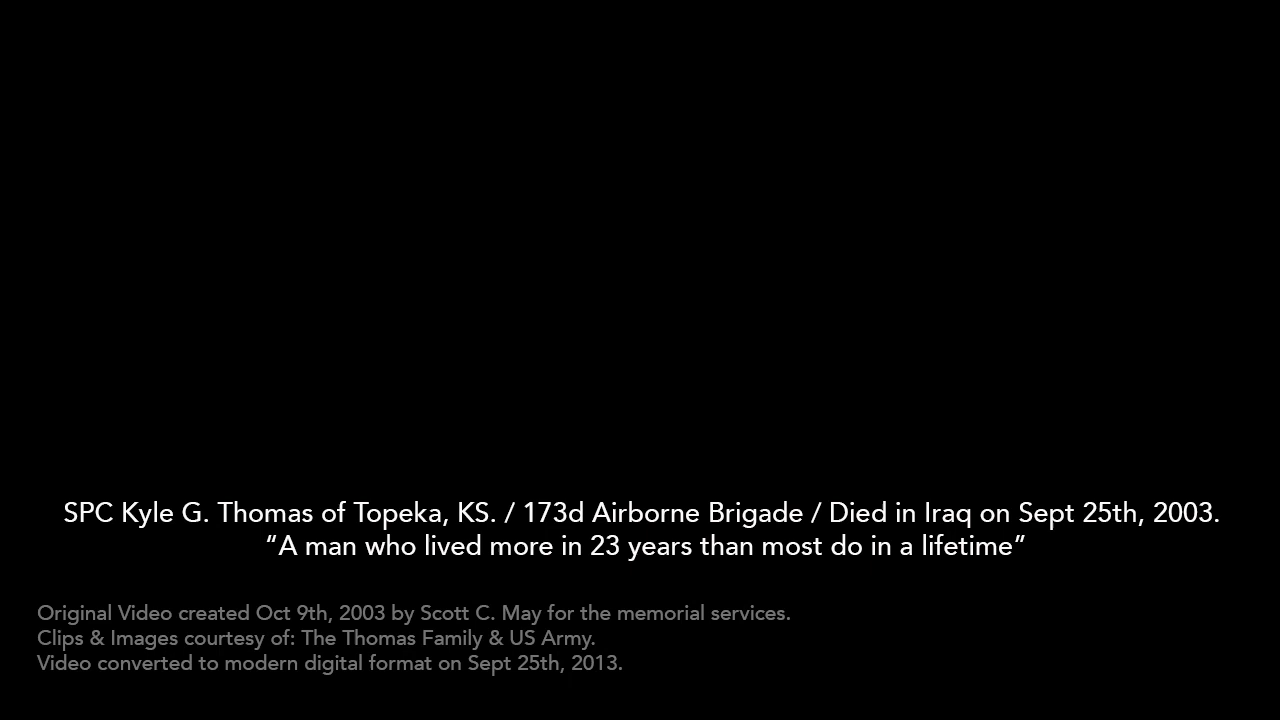 SPC Kyle G. Thomas of Topeka, KS. / 173d Airborne Brigade / Died in Iraq on Sept 25th, 2003.
“A man who lived more in 23 years than most do in a lifetime”
Original Video created Oct 9th, 2003 by Scott C. May for the memorial services.
Clips & Images courtesy of: The Thomas Family & US Army.
Video converted to modern digital format on Sept 25th, 2013.